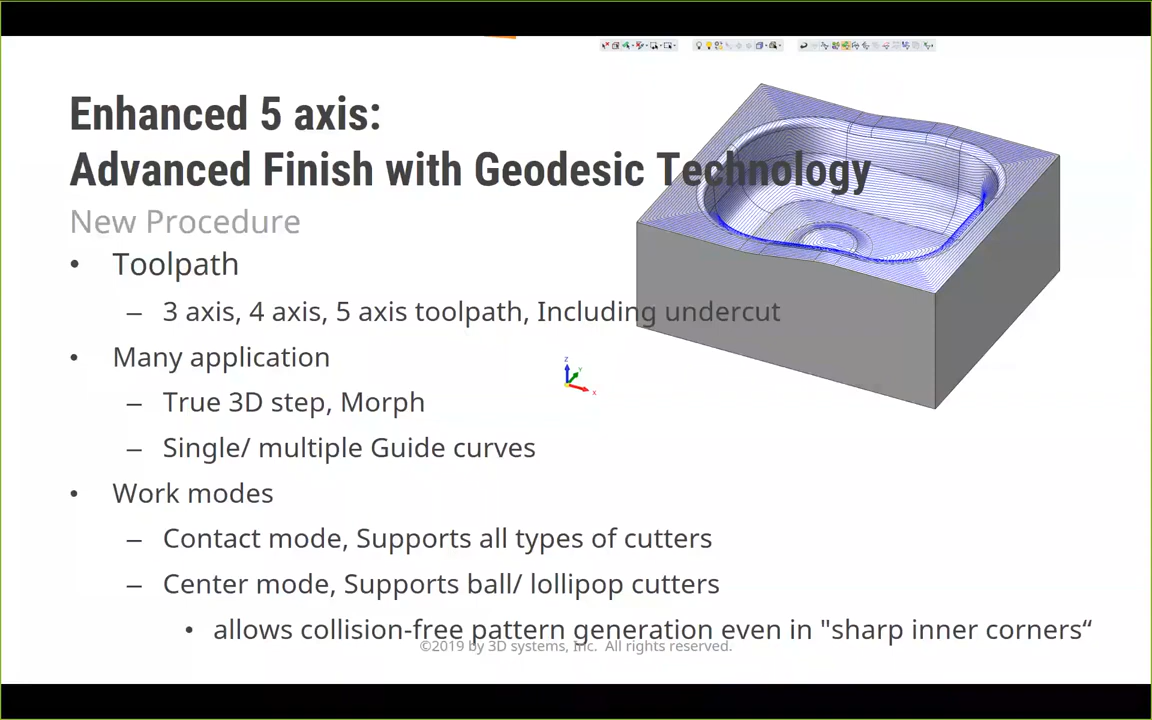 Enhanced 5 axis:
Advanced Finish with Geodesic Technology
New Procedure
• Toolpath
– 3 axis, 4 axis, 5 axis toolpath, Including undercut
• Many application
– True 3D step, Morph
– Single/ multiple Guide curves
• Work modes
– Contact mode, Supports all types of cutters
– Center mode, Supports ball/ lollipop cutters
• allows collision-free pattern generation even in "sharp inner corners“
©2019 by 3D systems, Inc. All rights reserved.
Z
Y
X